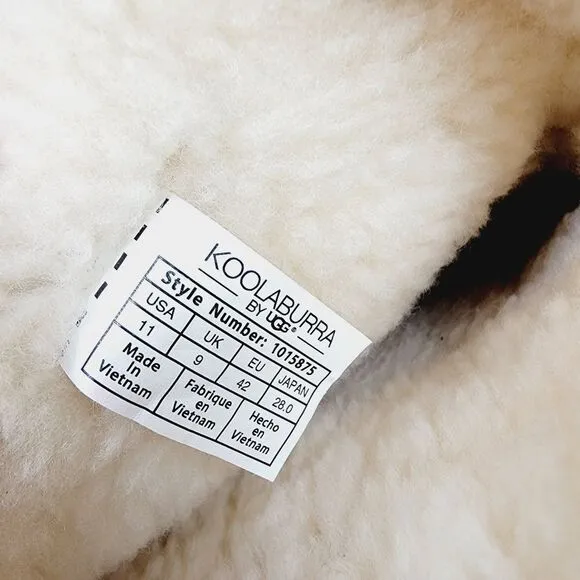 KOOLABURRA
BY UGG®
Style Number: 1015875
USA UK EU JAPAN
11 9 42 28.0
Made in Vietnam
Fabrique en Vietnam
Hecho en Vietnam